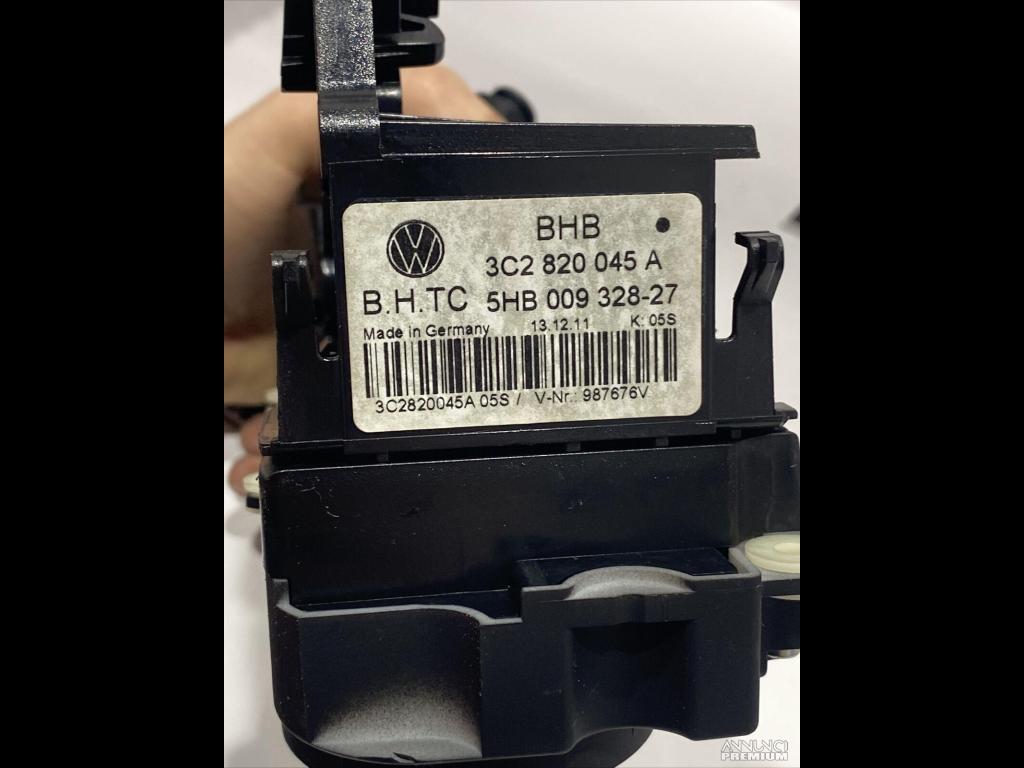 BHB
3C2 820 045 A
B.H.TC 5HB 009 328-27
Made in Germany 13.12.11 K: 05S
3C2820045A 05S / V-Nr.: 987676V
ANNUNCI
PREMIUM